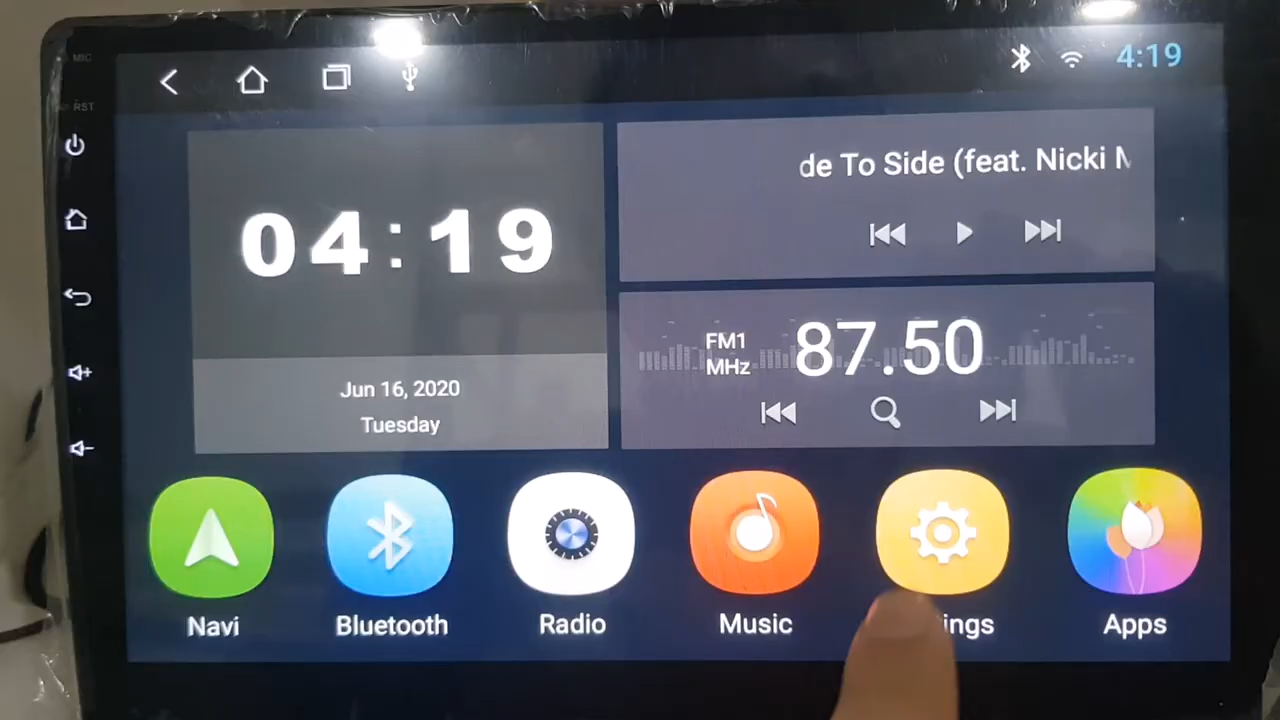 MIC
RST
4:19
04:19
Jun 16, 2020
Tuesday
de To Side (feat. Nicki
FM1
MHz
87.50
Navi
Bluetooth
Radio
Music
ings
Apps